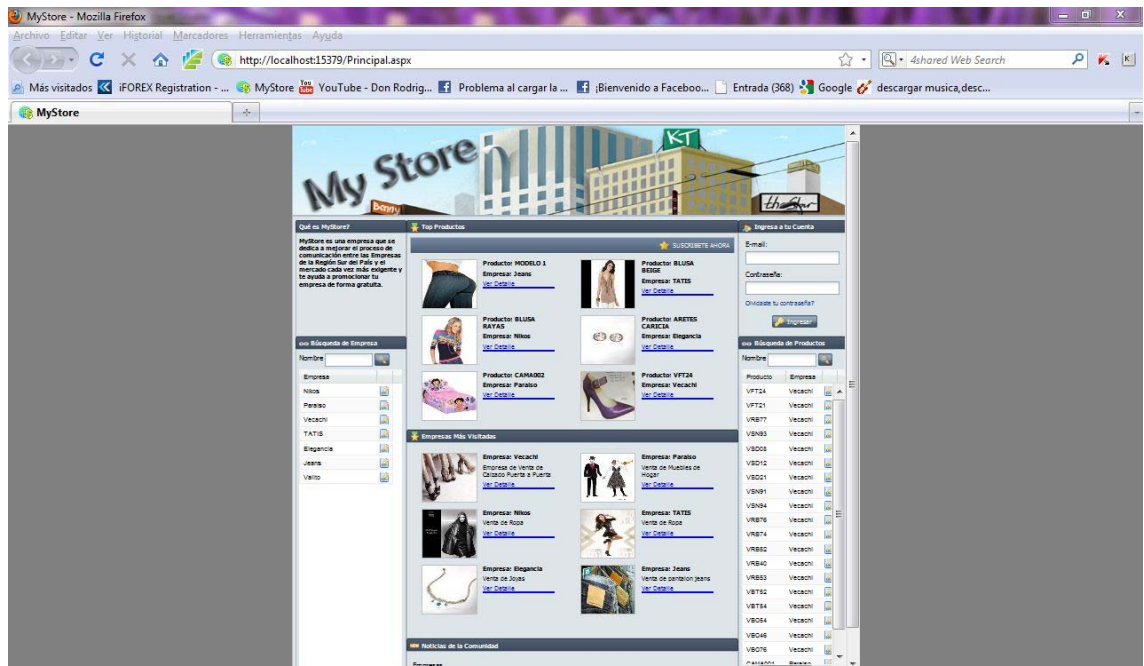 MyStore - Mozilla Firefox
Archivo Editar Ver Historial Marcadores Herramientas Ayuda
http://localhost:15379/Principal.aspx
4shared Web Search
Más visitados iFOREX Registration - ... MyStore YouTube - Don Rodrig... Problema al cargar la ... ¡Bienvenido a Faceboo... Entrada (368) Google descargar musica,desc...
MyStore
My Store
Benny
KT
the Star
Qué es MyStore?
MyStore es una empresa que se
dedica a mejorar el proceso de
comunicación entre las Empresas
de la Región Sur del País y el
mercado cada vez más exigente y
te ayuda a promocionar tu
empresa de forma gratuita.
Búsqueda de Empresa
Nombre
Empresa
Nikos
Paraiso
Vecachi
TATIS
Elegancia
Jeans
Valito
Top Productos
SUSCRIBETE AHORA
Producto: MODELO 1
Empresa: Jeans
Ver Detalle
Producto: BLUSA
BEIGE
Empresa: TATIS
Ver Detalle
Producto: BLUSA
RAYAS
Empresa: Nikos
Ver Detalle
Producto: ARETES
CARICIA
Empresa: Elegancia
Ver Detalle
Producto: CAMA002
Empresa: Paraiso
Ver Detalle
Producto: VFT24
Empresa: Vecachi
Ver Detalle
Empresas Más Visitadas
Empresa: Vecachi
Empresa de Venta de
Calzado Puerta a Puerta
Ver Detalle
Empresa: Paraiso
Venta de Muebles de
Hogar
Ver Detalle
Empresa: Nikos
Venta de Ropa
Ver Detalle
Empresa: TATIS
Venta de Ropa
Ver Detalle
Empresa: Elegancia
Venta de Joyas
Ver Detalle
Empresa: Jeans
Venta de pantalon jeans
Ver Detalle
Noticias de la Comunidad
Empresas
Ingresa a tu Cuenta
E-mail:
Contraseña:
Olvidaste tu contraseña?
Ingresar
Búsqueda de Productos
Nombre
Producto Empresa
VFT24 Vecachi
VFT21 Vecachi
VRB77 Vecachi
VSN93 Vecachi
VSD08 Vecachi
VSD12 Vecachi
VSD21 Vecachi
VSN91 Vecachi
VSN94 Vecachi
VRB76 Vecachi
VRB74 Vecachi
VRB52 Vecachi
VRB40 Vecachi
VRB53 Vecachi
VBT52 Vecachi
VBT54 Vecachi
VBO54 Vecachi
VBO46 Vecachi
VBO76 Vecachi
CAMA001 Paraiso